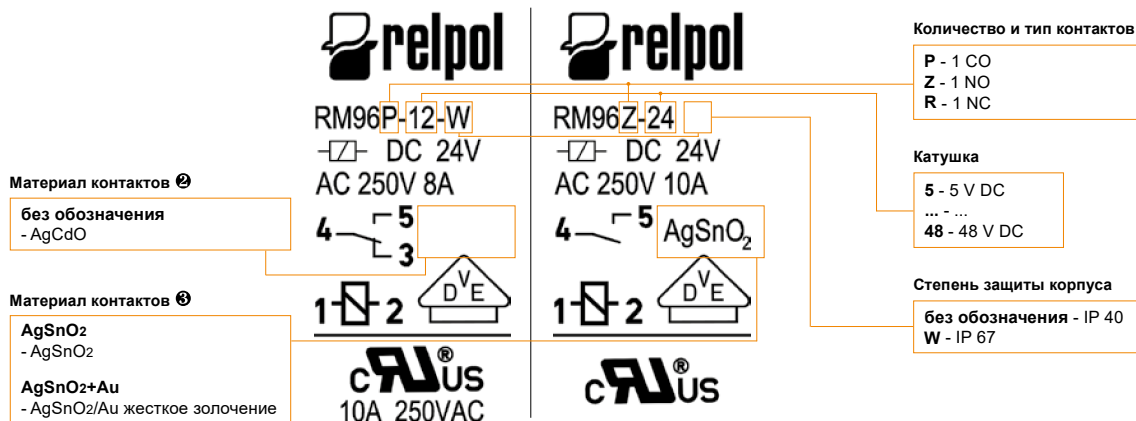 relpol
RM96P-12-W
DC 24V
AC 250V 8A
4 5
3
1 2
DVE
c RU® US
10A 250VAC
relpol
RM96Z-24
DC 24V
AC 250V 10A
4 5
AgSnO2
1 2
DVE
c RU® US
Материал контактов ❷
без обозначения
- AgCdO
Материал контактов ❸
AgSnO2
- AgSnO2
AgSnO2+Au
- AgSnO2/Au жесткое золочение
Количество и тип контактов
P - 1 CO
Z - 1 NO
R - 1 NC
Катушка
5 - 5 V DC
... - ...
48 - 48 V DC
Степень защиты корпуса
без обозначения - IP 40
W - IP 67